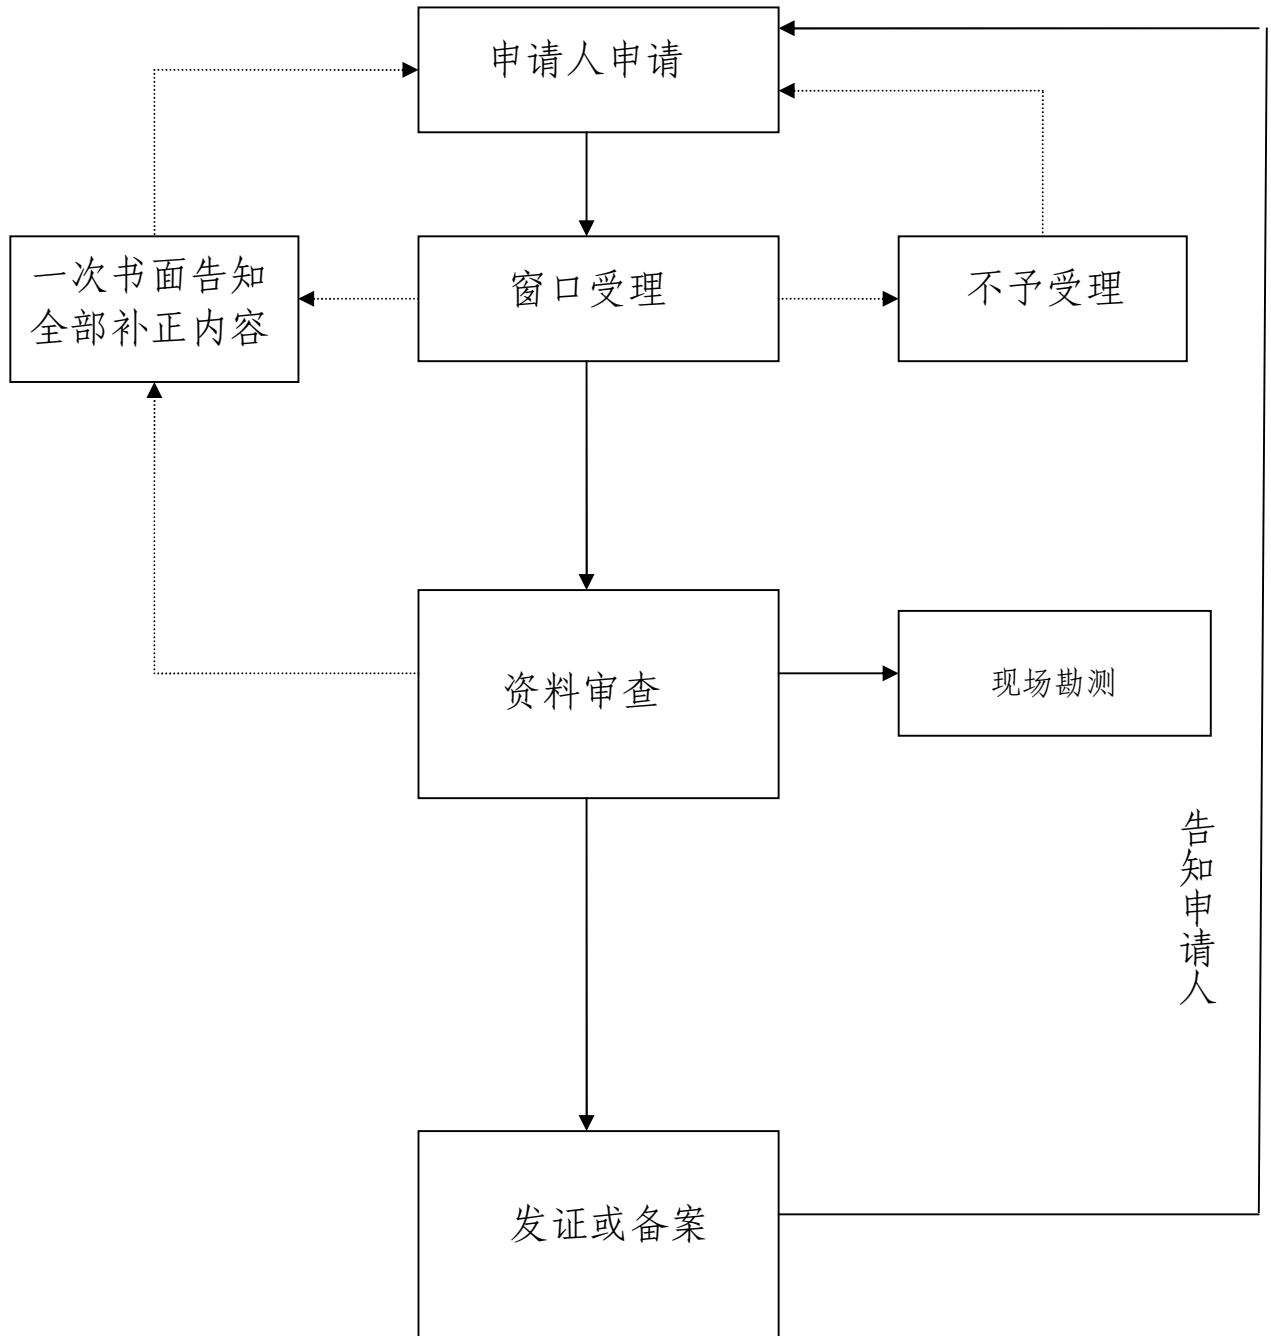 申请人申请
一次书面告知
全部补正内容
窗口受理
不予受理
资料审查
现场勘测
告知申请人
发证或备案